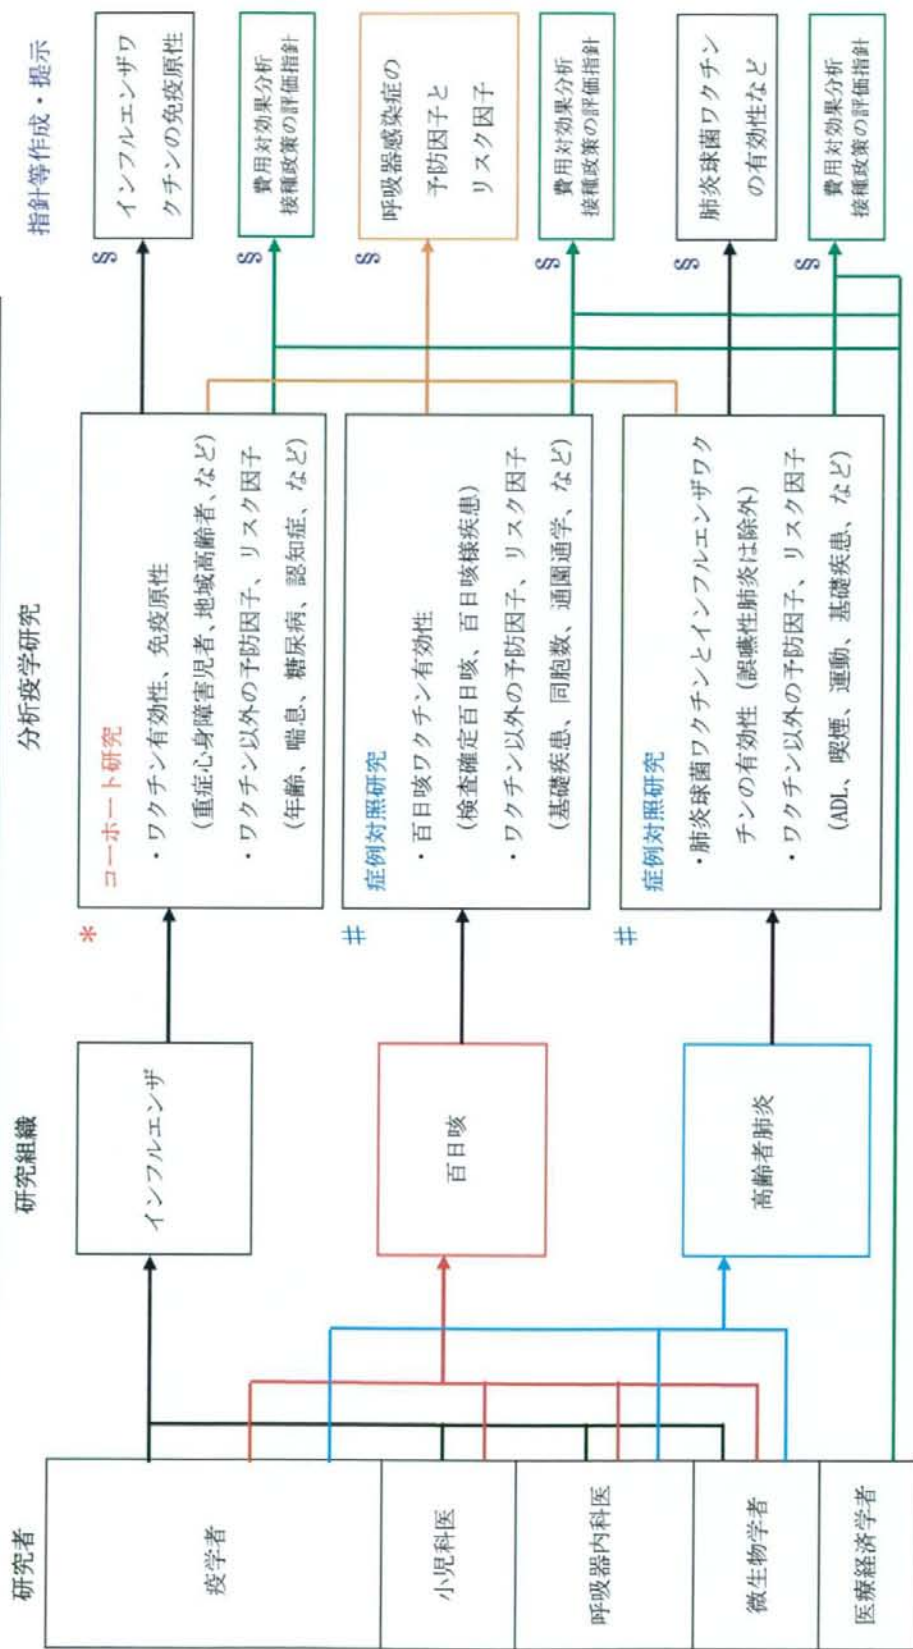 研究者
研究組織
分析疫学研究
指針等作成・提示
疫学者
小児科医
呼吸器内科医
微生物学者
医療経済学者
インフルエンザ
百日咳
高齢者肺炎
*
コーホート研究
・ワクチン有効性、免疫原性
(重症心身障害児者、地域高齢者、など)
・ワクチン以外の予防因子、リスク因子
(年齢、喘息、糖尿病、認知症、など)
#
症例対照研究
・百日咳ワクチン有効性
(検査確定百日咳、百日咳様疾患)
・ワクチン以外の予防因子、リスク因子
(基礎疾患、同胞数、通園通学、など)
#
症例対照研究
・肺炎球菌ワクチンとインフルエンザワク
チンの有効性(誤嚥性肺炎は除外)
・ワクチン以外の予防因子、リスク因子
(ADL、喫煙、運動、基礎疾患、など)
§
インフルエンザワ
クチンの免疫原性
§
費用対効果分析
接種政策の評価指針
§
呼吸器感染症の
予防因子と
リスク因子
§
費用対効果分析
接種政策の評価指針
§
肺炎球菌ワクチン
の有効性など
§
費用対効果分析
接種政策の評価指針